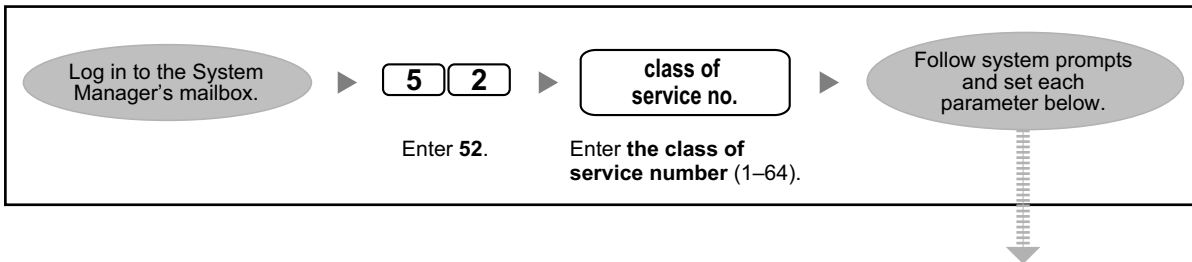 Log in to the System
Manager's mailbox.
5 2
class of
service no.
Follow system prompts
and set each
parameter below.
Enter 52.
Enter the class of
service number (1–64).